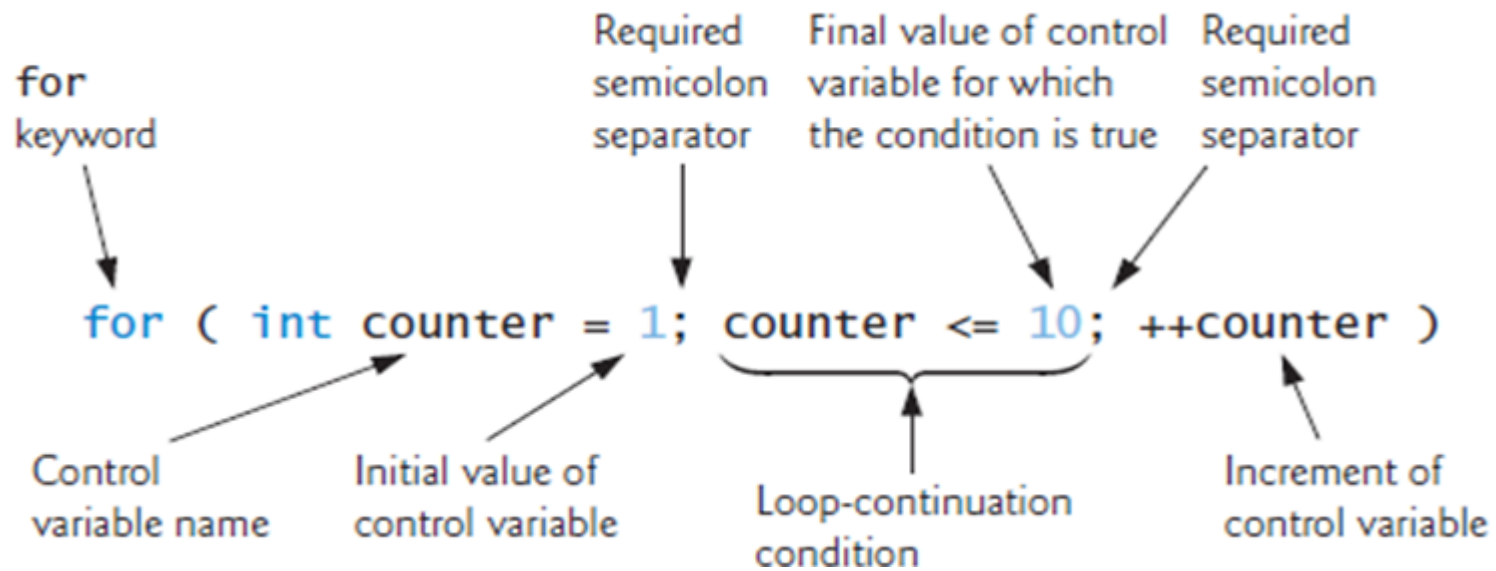 for
keyword
Required
semicolon
separator
Final value of control
variable for which
the condition is true
Required
semicolon
separator
for ( int counter = 1; counter <= 10; ++counter )
Control
variable name
Initial value of
control variable
Loop-continuation
condition
Increment of
control variable